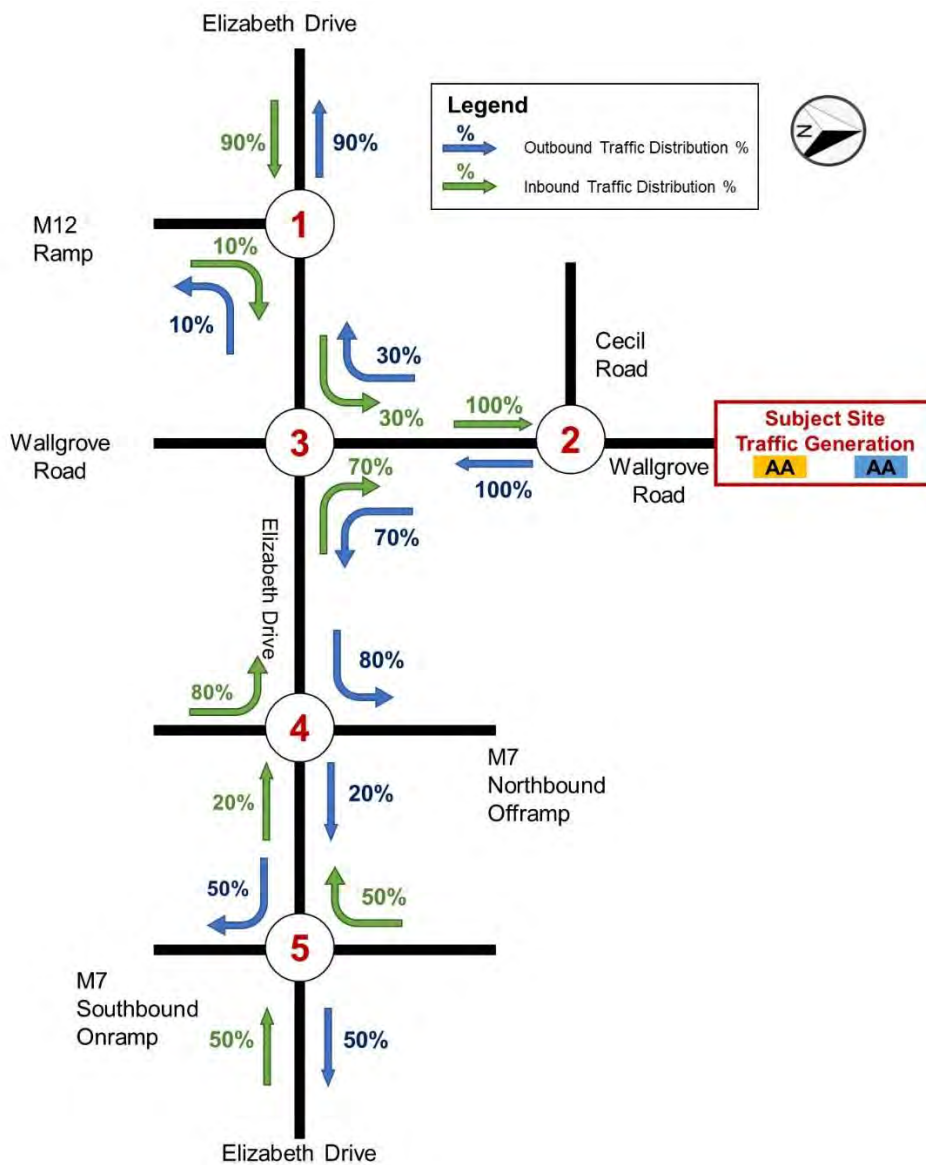 Elizabeth Drive
Legend
%
Outbound Traffic Distribution %
%
Inbound Traffic Distribution %
N
90%
90%
M12
Ramp
1
10%
10%
30%
30%
Cecil
Road
100%
Wallgrove
Road
3
2
Subject Site
Traffic Generation
AA
AA
Wallgrove
Road
100%
70%
70%
Elizabeth Drive
80%
80%
4
M7
Northbound
Offramp
20%
20%
50%
50%
5
M7
Southbound
Onramp
50%
50%
Elizabeth Drive